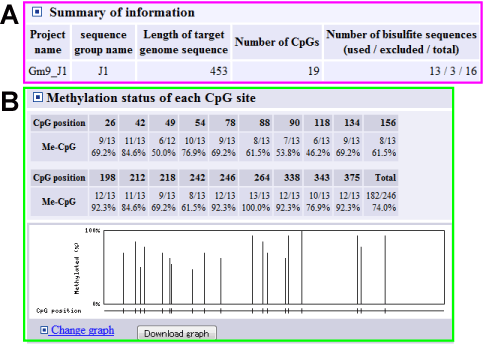 A
Summary of information
Project name sequence group name Length of target genome sequence Number of CpGs Number of bisulfite sequences (used / excluded / total)
Gm9_J1 J1 453 19 13 / 3 / 16
B
Methylation status of each CpG site
CpG position 26 42 49 54 78 88 90 118 134 156
Me-CpG 9/13 11/13 6/12 10/13 9/13 8/13 7/13 6/13 9/13 8/13
69.2% 84.6% 50.0% 76.9% 69.2% 61.5% 53.8% 46.2% 69.2% 61.5%
CpG position 198 212 218 242 246 264 338 343 375 Total
Me-CpG 12/13 11/13 9/13 8/13 12/13 13/13 12/13 10/13 12/13 182/246
92.3% 84.6% 69.2% 61.5% 92.3% 100.0% 92.3% 76.9% 92.3% 74.0%
100%
Methylated (%)
0%
CpG position
Change graph Download graph